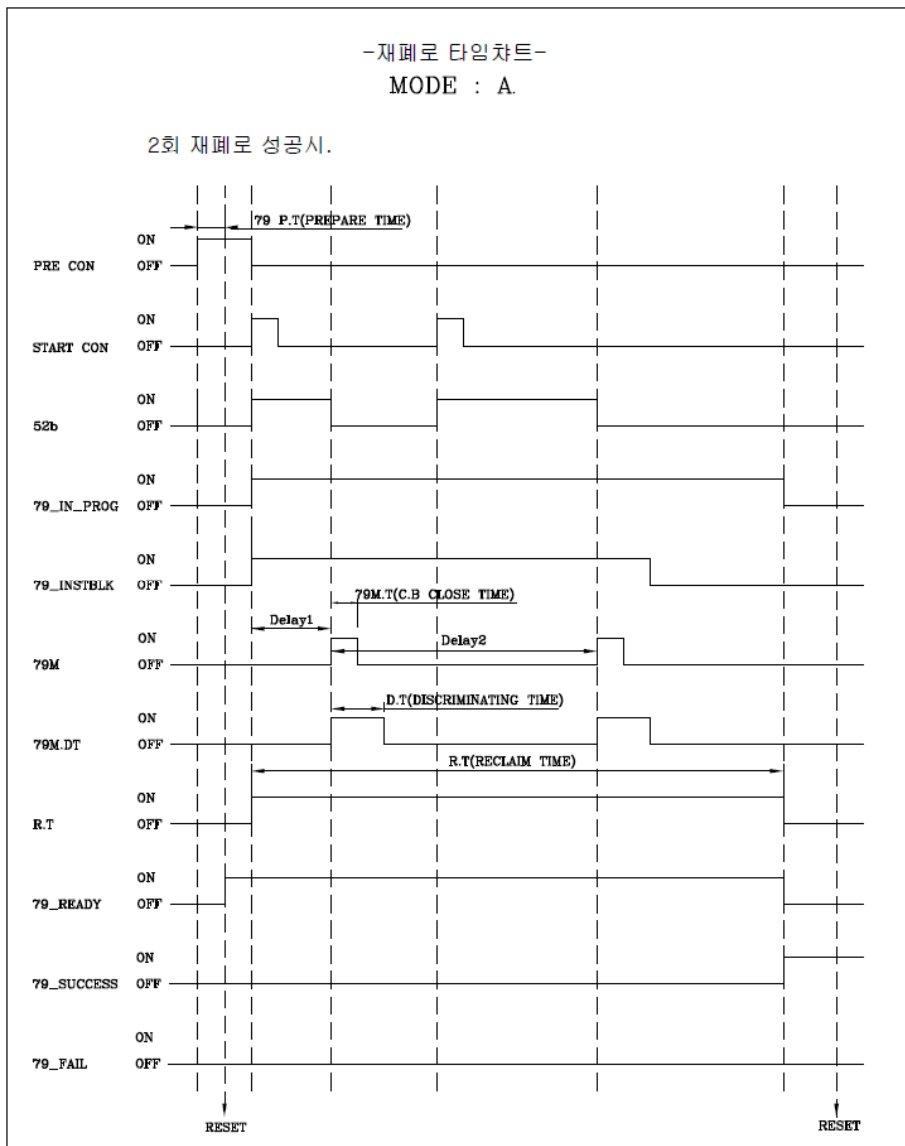 -재폐로 타임챠트-
MODE : A.
2회 재폐로 성공시.
79 P.T(PREPARE TIME)
ON
PRE CON OFF
ON
START CON OFF
ON
52b OFF
ON
79_IN_PROG OFF
ON
79_INSTBLK OFF
79M.T(C.B CLOSE TIME)
Delay1
ON
Delay2
79M OFF
D.T(DISCRIMINATING TIME)
ON
79M.DT OFF
R.T(RECLAIM TIME)
ON
R.T OFF
ON
79_READY OFF
ON
79_SUCCESS OFF
ON
79_FAIL OFF
RESET RESET